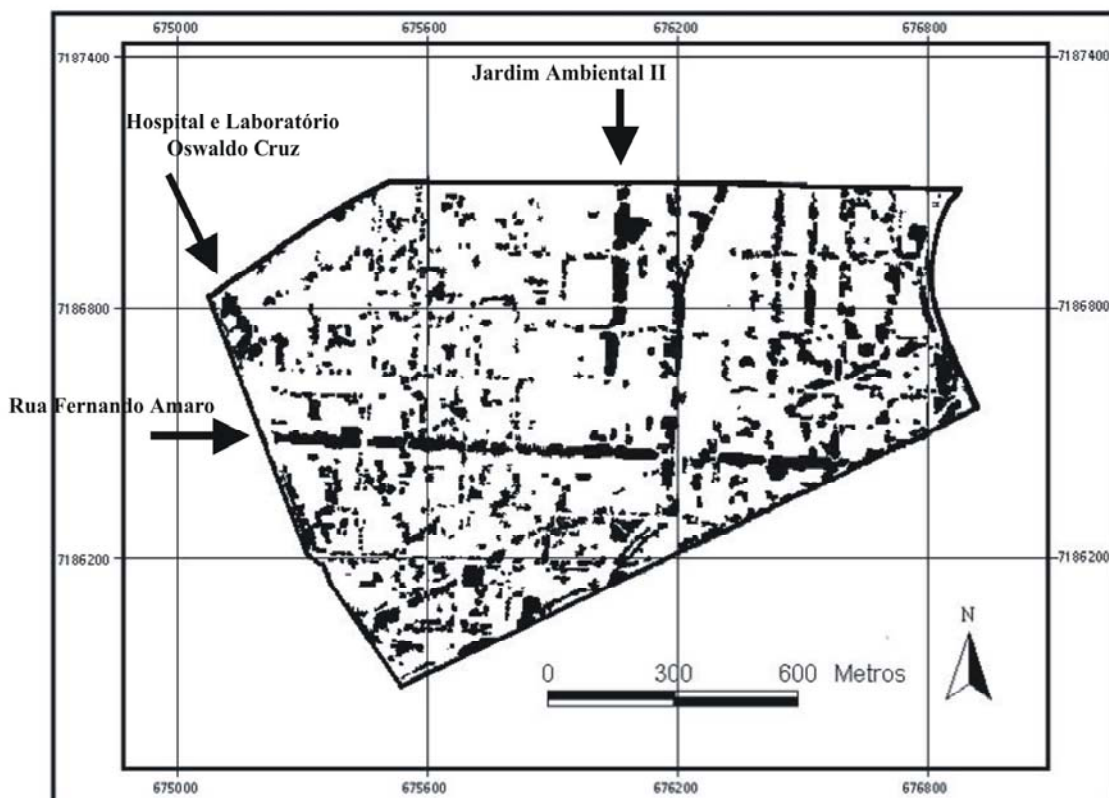 675000 675600 676200 676800
7197400 7187400
Jardim Ambiental II
Hospital e Laboratório
Oswaldo Cruz
7186800 7186800
Rua Fernando Amaro
7186200 7186200
N
0 300 600 Metros
675000 675600 676200 676800